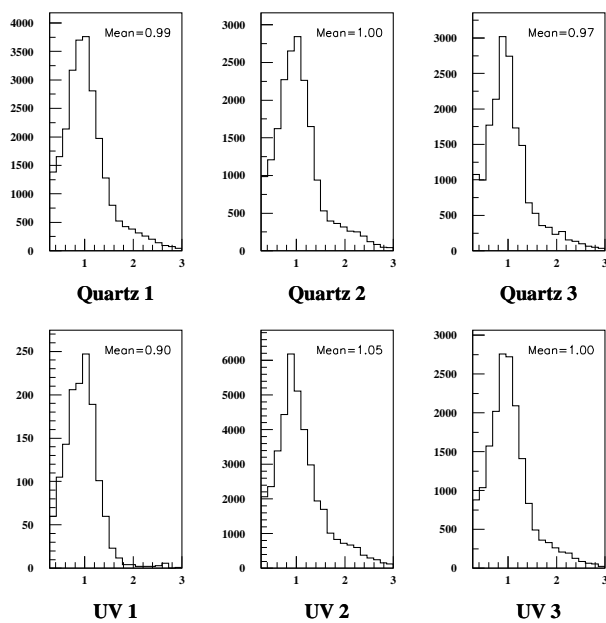 4000
3500
3000
2500
2000
1500
1000
500
0
Mean=0.99
1 2 3
Quartz 1
3000
2500
2000
1500
1000
500
0
Mean=1.00
1 2 3
Quartz 2
3000
2500
2000
1500
1000
500
0
Mean=0.97
1 2 3
Quartz 3
250
200
150
100
50
0
Mean=0.90
1 2 3
UV 1
6000
5000
4000
3000
2000
1000
0
Mean=1.05
1 2 3
UV 2
3000
2500
2000
1500
1000
500
0
Mean=1.00
1 2 3
UV 3